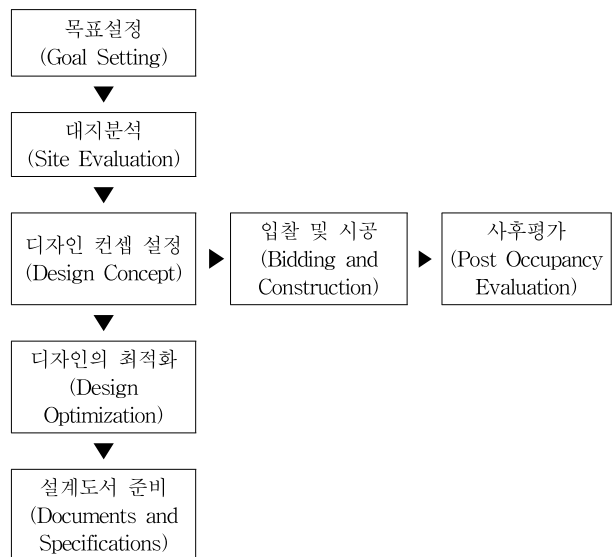 목표설정
(Goal Setting)
대지분석
(Site Evaluation)
디자인 컨셉 설정
(Design Concept)
입찰 및 시공
(Bidding and
Construction)
사후평가
(Post Occupancy
Evaluation)
디자인의 최적화
(Design
Optimization)
설계도서 준비
(Documents and
Specifications)